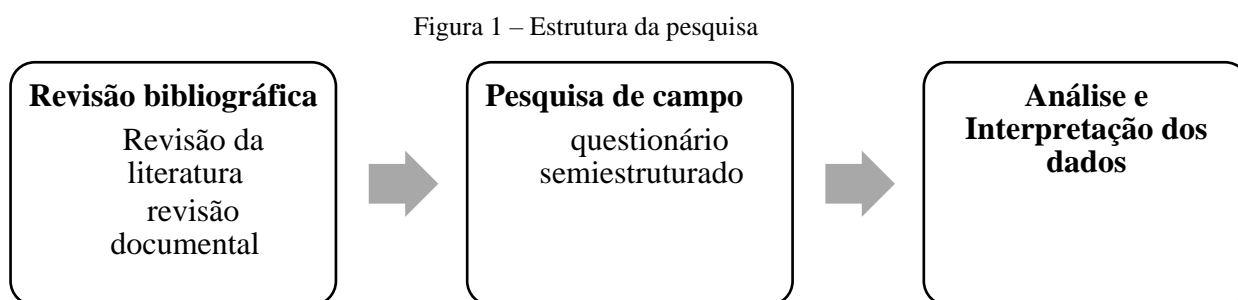 Figura 1 – Estrutura da pesquisa
Revisão bibliográfica
Revisão da
literatura
revisão
documental
Pesquisa de campo
questionário
semiestruturado
Análise e
Interpretação dos
dados